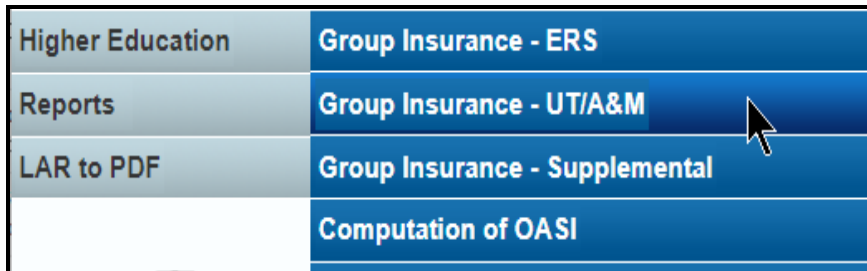 Higher Education
Group Insurance - ERS
Reports
Group Insurance - UT/A&M
LAR to PDF
Group Insurance - Supplemental
Computation of OASI